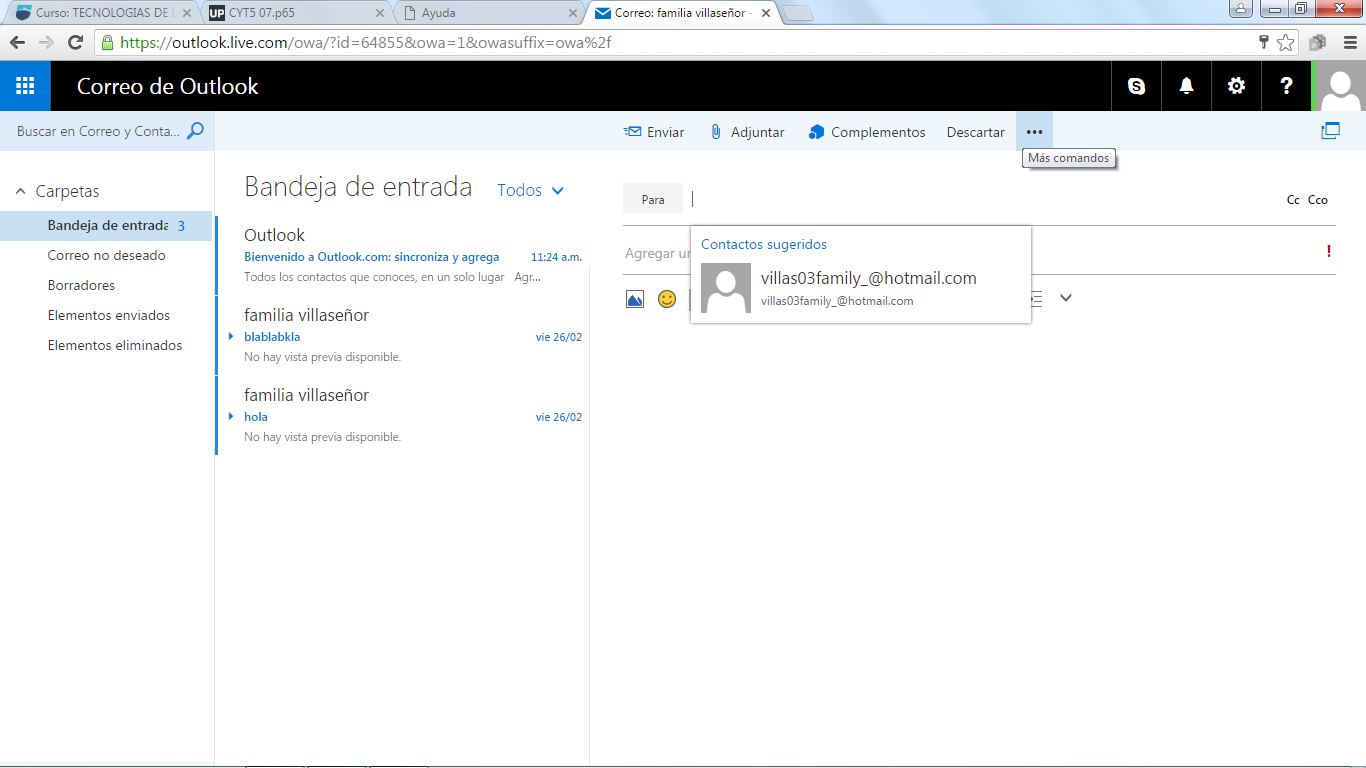 Curso: TECNOLOGIAS DE
UP CYT5 07.p65
Ayuda
Correo: familia villaseñor -
https://outlook.live.com/owa/?id=64855&owa=1&owasuffix=owa%2f
Correo de Outlook
Buscar en Correo y Conta...
Enviar
Adjuntar
Complementos
Descartar
Más comandos
Carpetas
Bandeja de entrada 3
Correo no deseado
Borradores
Elementos enviados
Elementos eliminados
Bandeja de entrada
Todos
Outlook
Bienvenido a Outlook.com: sincroniza y agrega 11:24 a.m.
Todos los contactos que conoces, en un solo lugar Agr...
familia villaseñor
blablabkla vie 26/02
No hay vista previa disponible.
familia villaseñor
hola vie 26/02
No hay vista previa disponible.
Para
Cc Cco
Agregar un
!
Contactos sugeridos
villas03family_@hotmail.com
villas03family_@hotmail.com